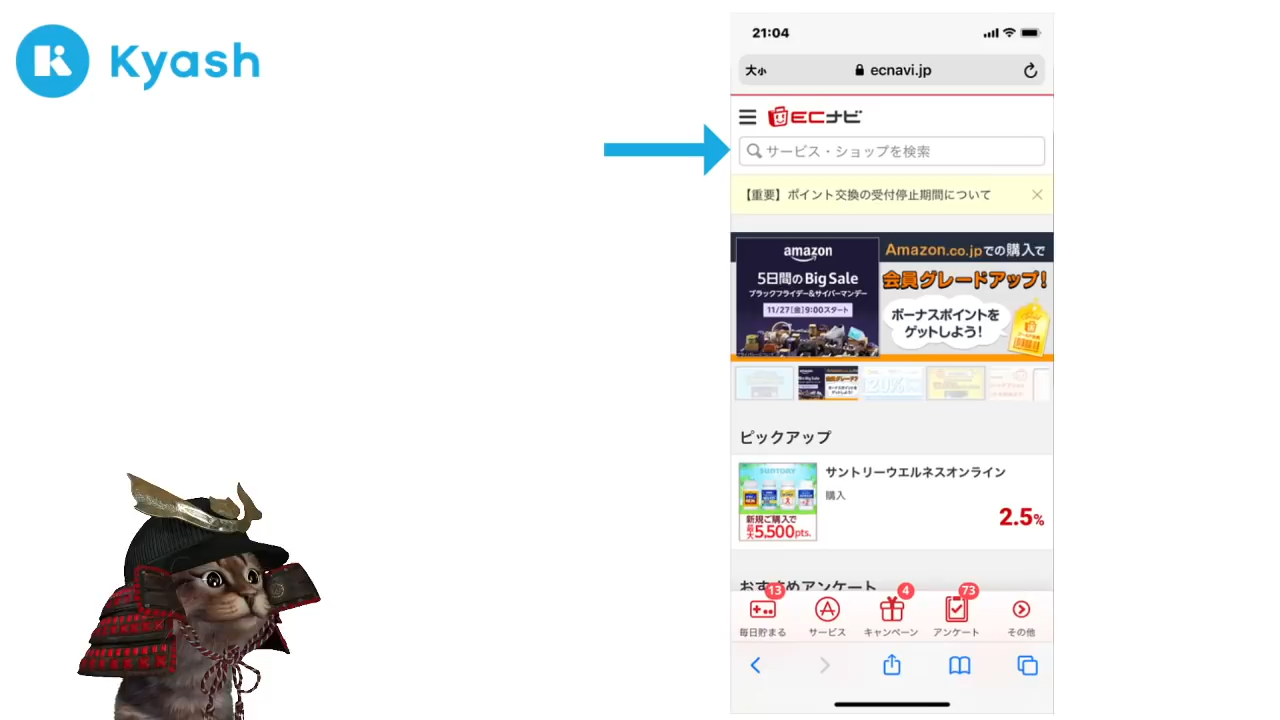 Kyash
21:04
大小
ecnavi.jp
ECナビ
サービス・ショップを検索
【重要】ポイント交換の受付停止期間について
amazon
5日間のBig Sale
ブラックフライデー&サイバーマンデー
11/27[金]9:00スタート
Amazon.co.jpでの購入で
会員グレードアップ!
ボーナスポイントを
ゲットしよう!
20%
ピックアップ
SUNTORY
新規ご購入で
最大5,500pts.
サントリーウエルネスオンライン
購入
2.5%
おすすめアンケート
13
4
73
毎日貯まる
サービス
キャンペーン
アンケート
その他